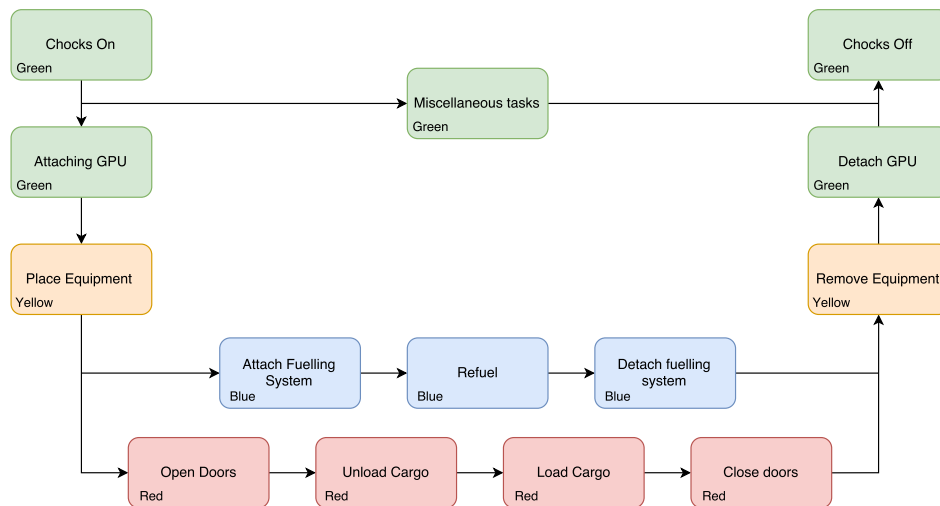 Chocks On
Green
Chocks Off
Green
Miscellaneous tasks
Green
Attaching GPU
Green
Detach GPU
Green
Place Equipment
Yellow
Remove Equipment
Yellow
Attach Fuelling
System
Blue
Refuel
Blue
Detach fuelling
system
Blue
Open Doors
Red
Unload Cargo
Red
Load Cargo
Red
Close doors
Red